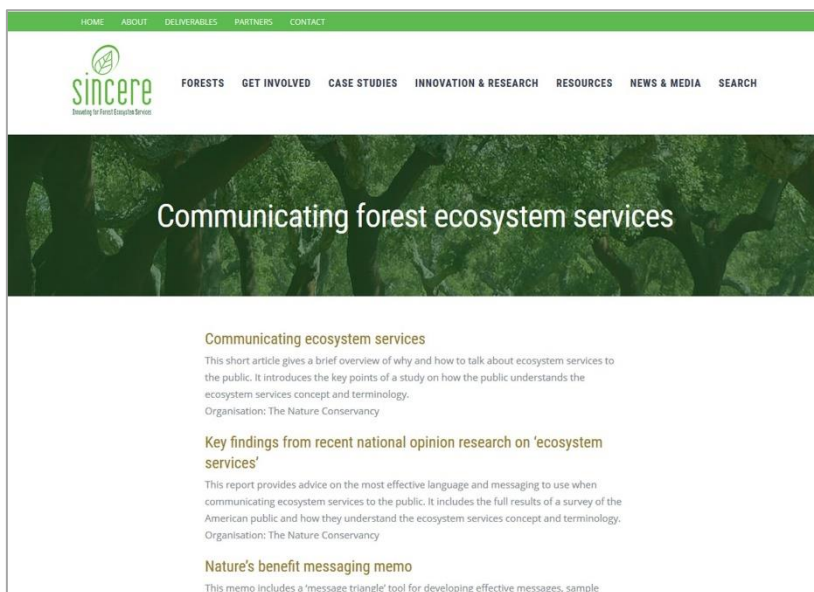 HOME ABOUT DELIVERABLES PARTNERS CONTACT
sincere
Innovating for Forest Ecosystem Services
FORESTS GET INVOLVED CASE STUDIES INNOVATION & RESEARCH RESOURCES NEWS & MEDIA SEARCH
Communicating forest ecosystem services
Communicating ecosystem services
This short article gives a brief overview of why and how to talk about ecosystem services to
the public. It introduces the key points of a study on how the public understands the
ecosystem services concept and terminology.
Organisation: The Nature Conservancy
Key findings from recent national opinion research on ‘ecosystem
services’
This report provides advice on the most effective language and messaging to use when
communicating ecosystem services to the public. It includes the full results of a survey of the
American public and how they understand the ecosystem services concept and terminology.
Organisation: The Nature Conservancy
Nature’s benefit messaging memo
This memo includes a ‘message triangle’ tool for developing effective messages, sample